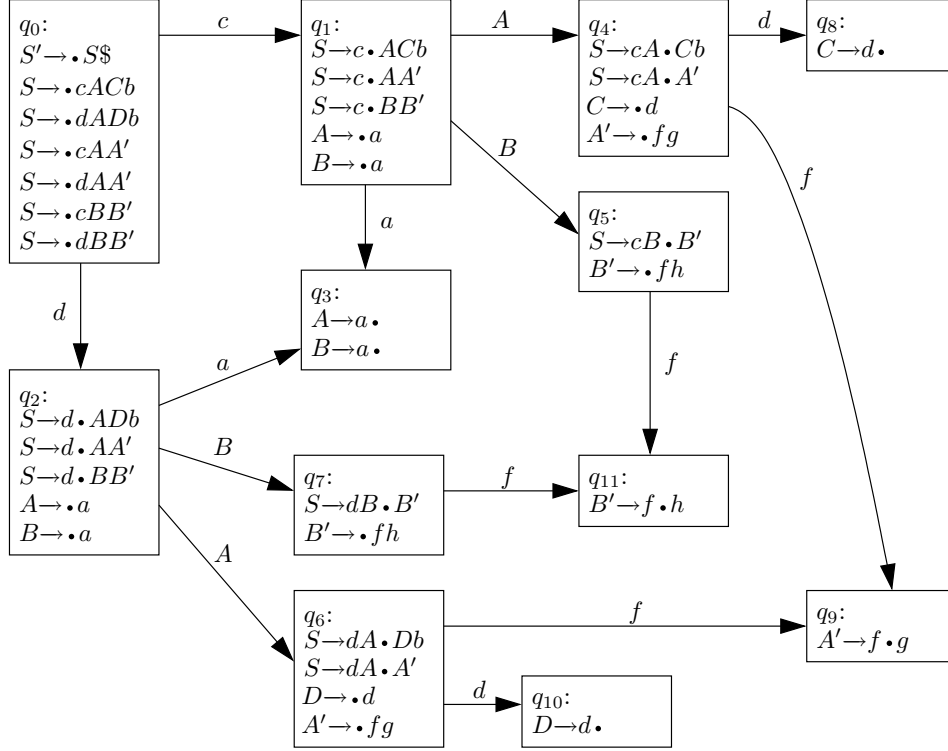 q₀:
S′→•S$
S→•cACb
S→•dADb
S→•cAA′
S→•dAA′
S→•cBB′
S→•dBB′
c
q₁:
S→c•ACb
S→c•AA′
S→c•BB′
A→•a
B→•a
A
q₄:
S→cA•Cb
S→cA•A′
C→•d
A′→•fg
d
q₈:
C→d•
B
f
a
q₅:
S→cB•B′
B′→•fh
d
q₃:
A→a•
B→a•
a
f
q₂:
S→d•ADb
S→d•AA′
S→d•BB′
A→•a
B→•a
B
q₇:
S→dB•B′
B′→•fh
f
q₁₁:
B′→f•h
A
q₆:
S→dA•Db
S→dA•A′
D→•d
A′→•fg
f
q₉:
A′→f•g
d
q₁₀:
D→d•